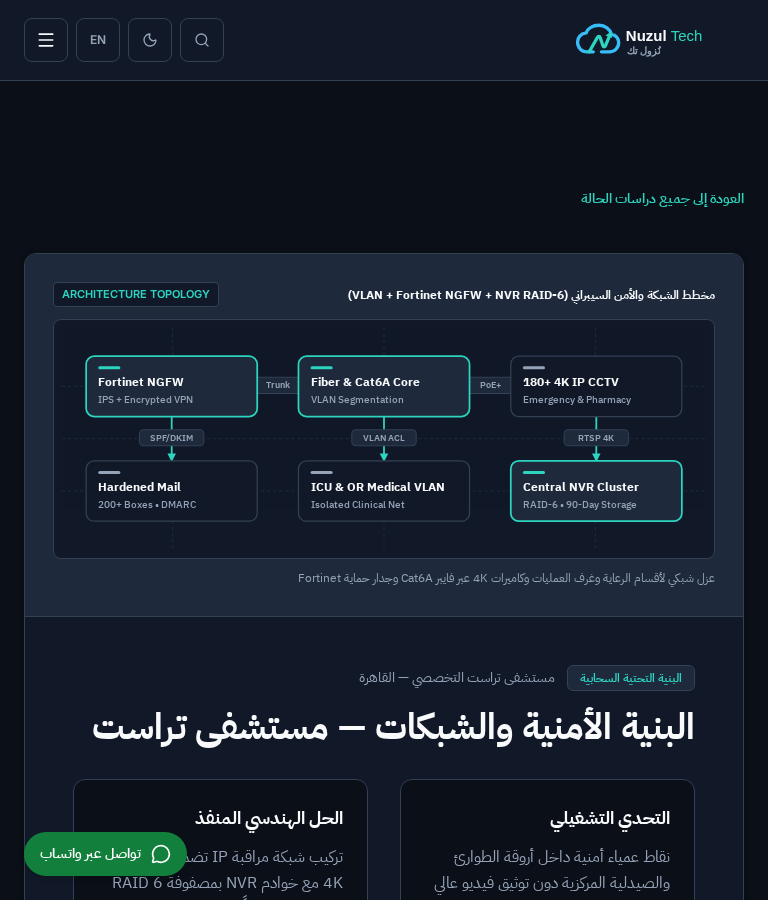 Nuzul Tech
نُزول تك
EN
العودة إلى جميع دراسات الحالة
مخطط الشبكة والأمن السيبراني (VLAN + Fortinet NGFW + NVR RAID-6)
ARCHITECTURE TOPOLOGY
Fortinet NGFW
IPS + Encrypted VPN
Trunk
Fiber & Cat6A Core
VLAN Segmentation
PoE+
180+ 4K IP CCTV
Emergency & Pharmacy
SPF/DKIM
VLAN ACL
RTSP 4K
Hardened Mail
200+ Boxes • DMARC
ICU & OR Medical VLAN
Isolated Clinical Net
Central NVR Cluster
RAID-6 • 90-Day Storage
عزل شبكي لأقسام الرعاية وغرف العمليات وكاميرات 4K عبر فايبر Cat6A وجدار حماية Fortinet
البنية التحتية السحابية
مستشفى تراست التخصصي — القاهرة
البنية الأمنية والشبكات — مستشفى تراست
التحدي التشغيلي
نقاط عمياء أمنية داخل أروقة الطوارئ
والصيدلية المركزية دون توثيق فيديو عالي
الحل الهندسي المنفذ
تركيب شبكة مراقبة IP
4K مع خوادم NVR بمصفوفة RAID 6
تواصل عبر واتساب